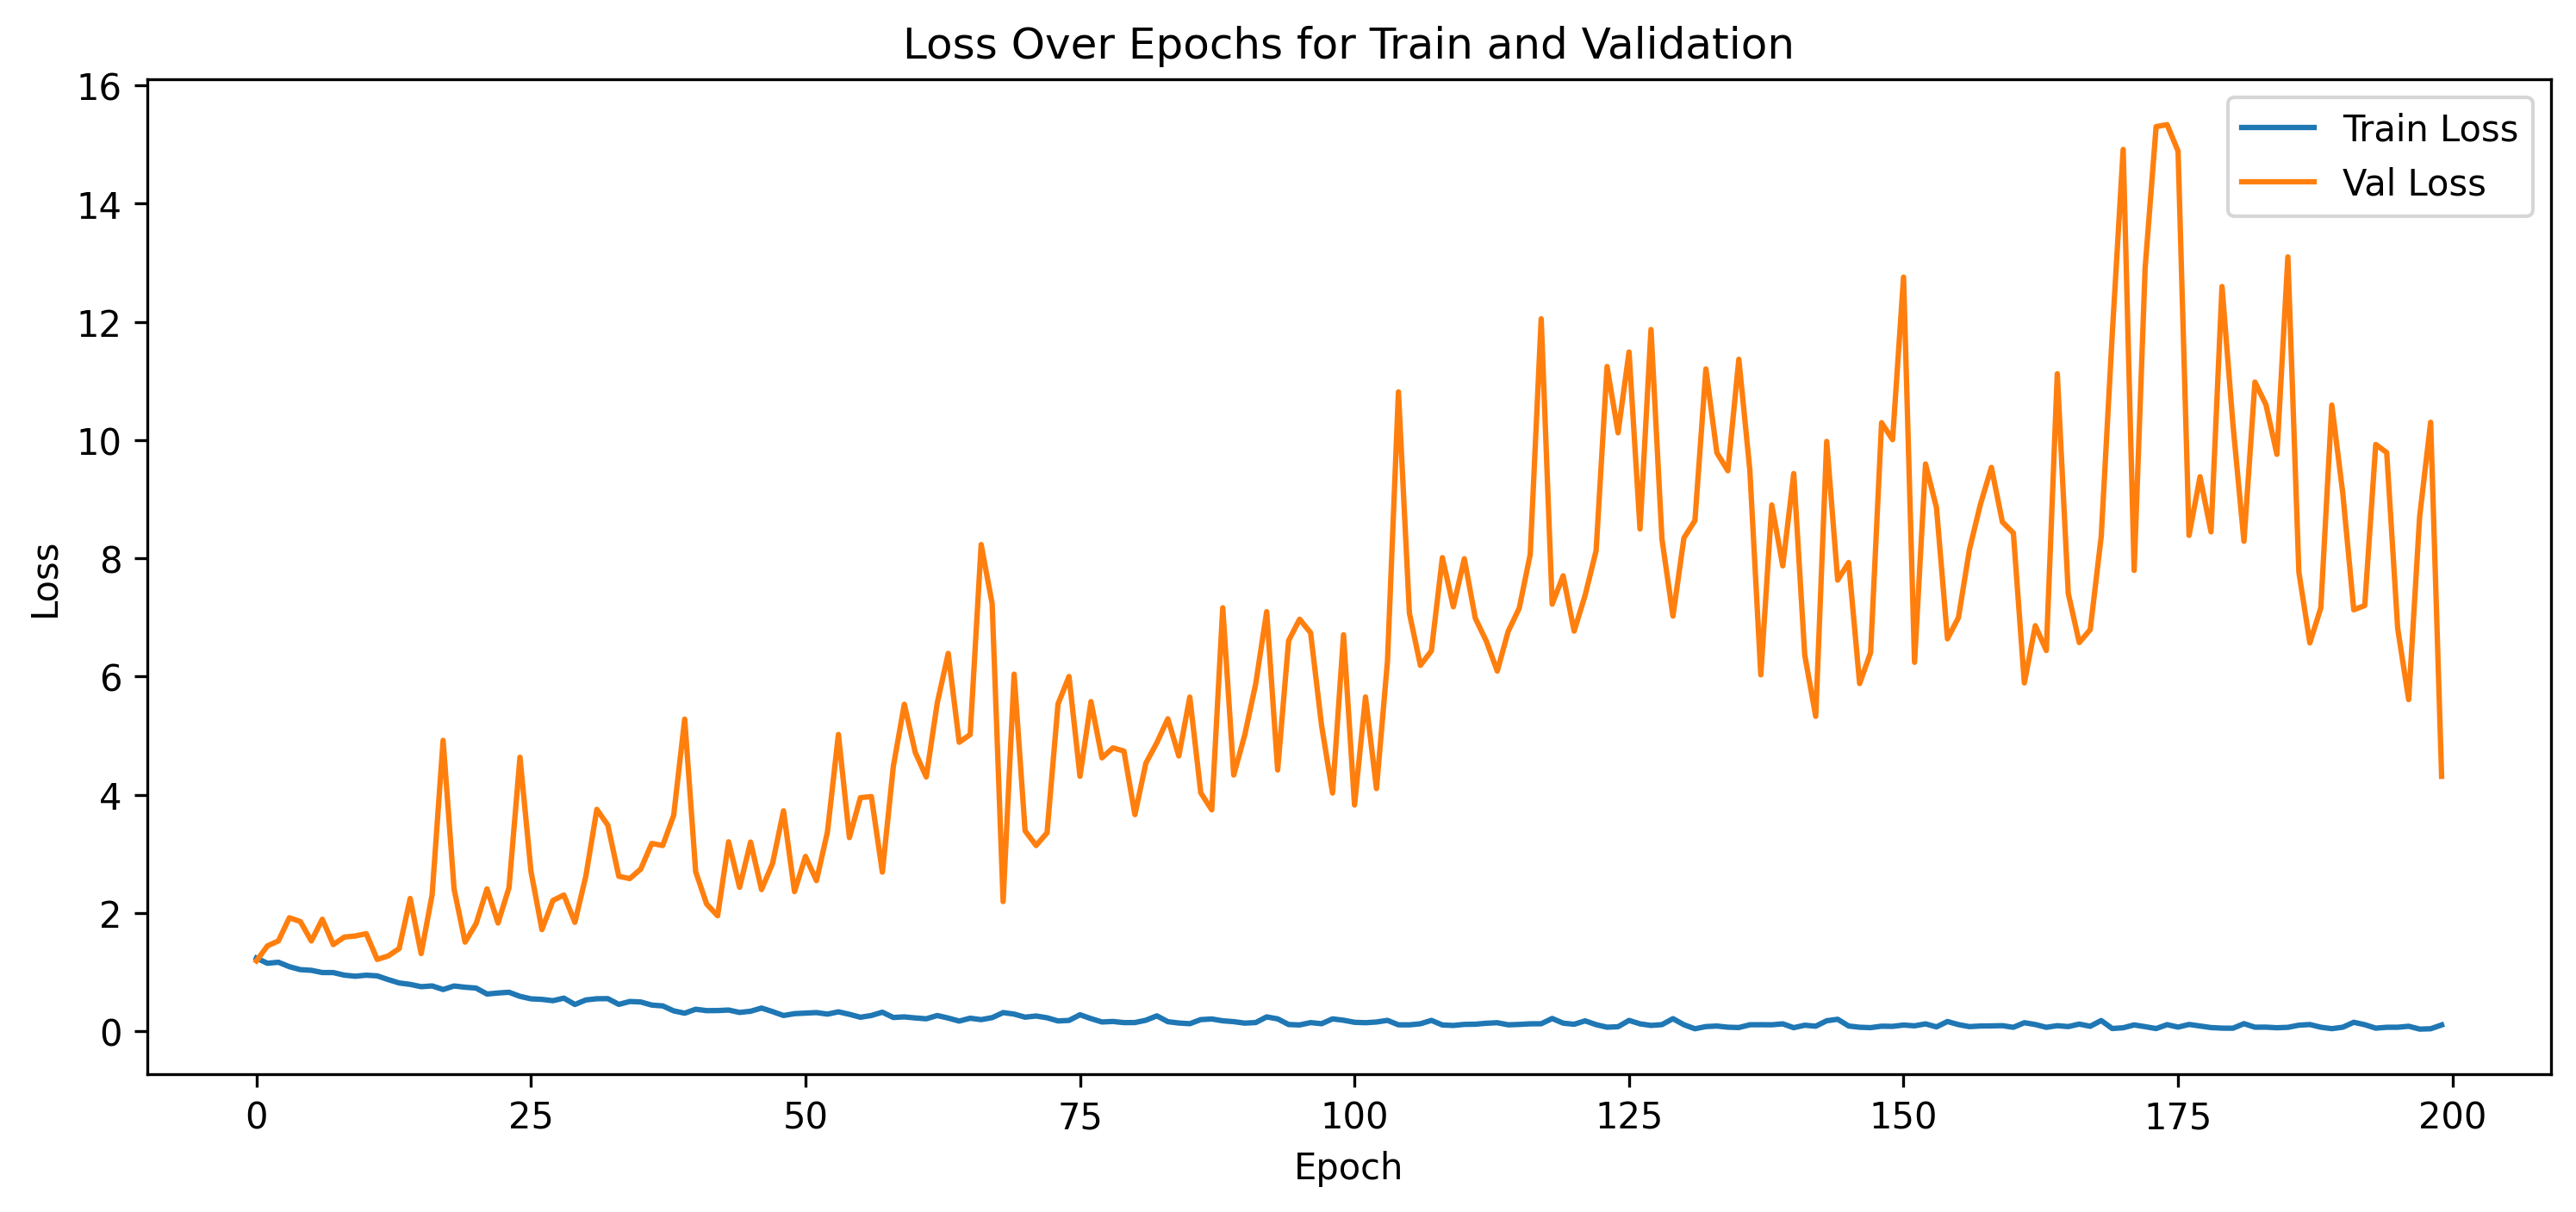 Loss Over Epochs for Train and Validation
16
14
12
10
8
6
4
2
0
Loss
Train Loss
Val Loss
0 25 50 75 100 125 150 175 200
Epoch